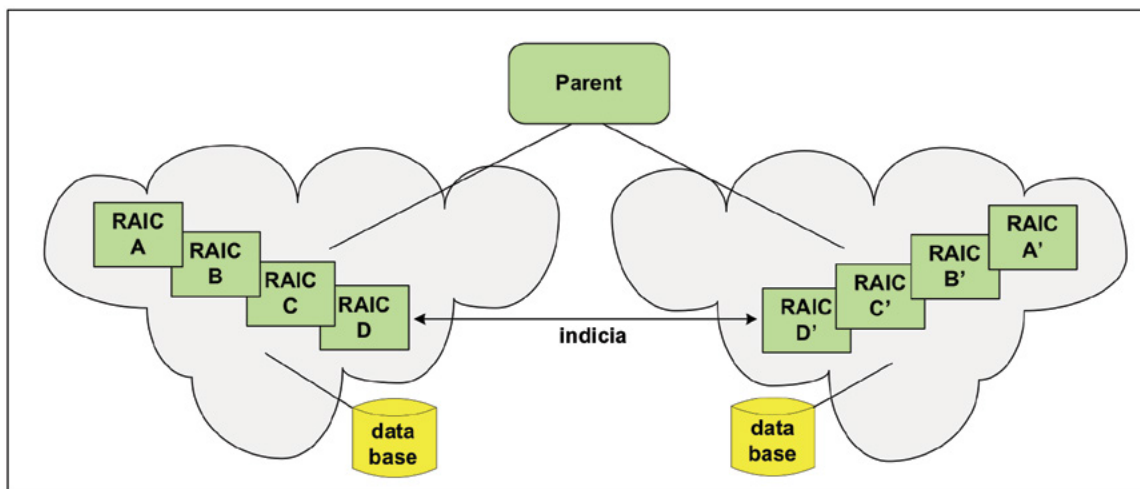 Parent
RAIC
A
RAIC
B
RAIC
C
RAIC
D
indicia
RAIC
A’
RAIC
B’
RAIC
C’
RAIC
D’
data
base
data
base